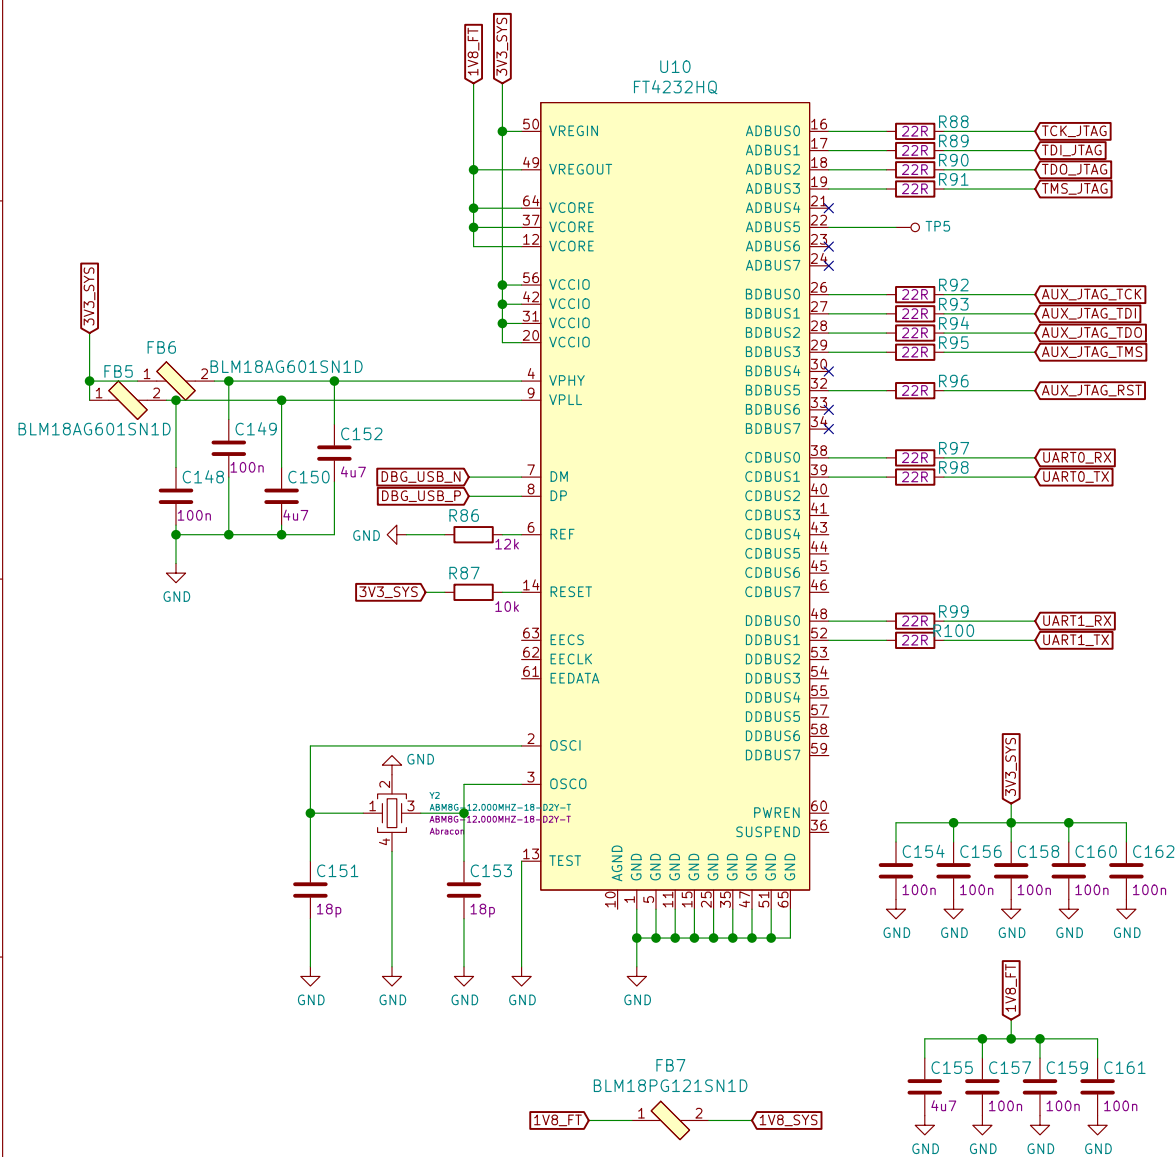 1V8_FT
3V3_SYS
U10
FT4232HQ
50 VREGIN
49 VREGOUT
64 VCORE
37 VCORE
12 VCORE
56 VCCIO
42 VCCIO
31 VCCIO
20 VCCIO
4 VPHY
9 VPLL
7 DM
8 DP
6 REF
14 RESET
63 EECS
62 EECLK
61 EEDATA
2 OSCI
3 OSCO
13 TEST
ADBUS0 16 22R R88 TCK_JTAG
ADBUS1 17 22R R89 TDI_JTAG
ADBUS2 18 22R R90 TDO_JTAG
ADBUS3 19 22R R91 TMS_JTAG
ADBUS4 21
ADBUS5 22 TP5
ADBUS6 23
ADBUS7 24
BDBUS0 26 22R R92 AUX_JTAG_TCK
BDBUS1 27 22R R93 AUX_JTAG_TDI
BDBUS2 28 22R R94 AUX_JTAG_TDO
BDBUS3 29 22R R95 AUX_JTAG_TMS
BDBUS4 30
BDBUS5 32 22R R96 AUX_JTAG_RST
BDBUS6 33
BDBUS7 34
CDBUS0 38 22R R97 UART0_RX
CDBUS1 39 22R R98 UART0_TX
CDBUS2 40
CDBUS3 41
CDBUS4 43
CDBUS5 44
CDBUS6 45
CDBUS7 46
DDBUS0 48 22R R99 UART1_RX
DDBUS1 52 22R R100 UART1_TX
DDBUS2 53
DDBUS3 54
DDBUS4 55
DDBUS5 57
DDBUS6 58
DDBUS7 59
PWREN 60
SUSPEND 36
AGND GND GND GND GND GND GND GND GND GND
10 1 5 11 15 25 35 47 51 65
GND
3V3_SYS
FB6
1 2
BLM18AG601SN1D
FB5
1 2
BLM18AG601SN1D
C149
100n
C152
4u7
C148
100n
C150
4u7
GND
DBG_USB_N
DBG_USB_P
GND
R86
12k
3V3_SYS
R87
10k
GND
2
1 3
4
Y2
ABM8G-12.000MHZ-18-D2Y-T
ABM8G-12.000MHZ-18-D2Y-T
Abracon
C151
18p
C153
18p
GND GND GND GND
3V3_SYS
C154 C156 C158 C160 C162
100n 100n 100n 100n 100n
GND GND GND GND GND
1V8_FT
C155 C157 C159 C161
4u7 100n 100n 100n
GND GND GND GND
FB7
BLM18PG121SN1D
1V8_FT 1 2 1V8_SYS